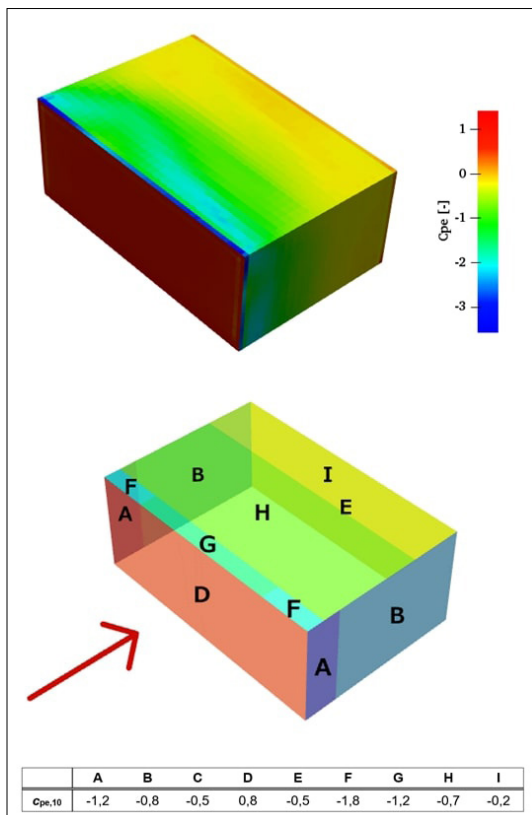 1
0
-1
-2
-3
Cpe [-]
I
B
F
E
A
H
G
D
F
B
A
A B C D E F G H I
cpe,10 -1,2 -0,8 -0,5 0,8 -0,5 -1,8 -1,2 -0,7 -0,2